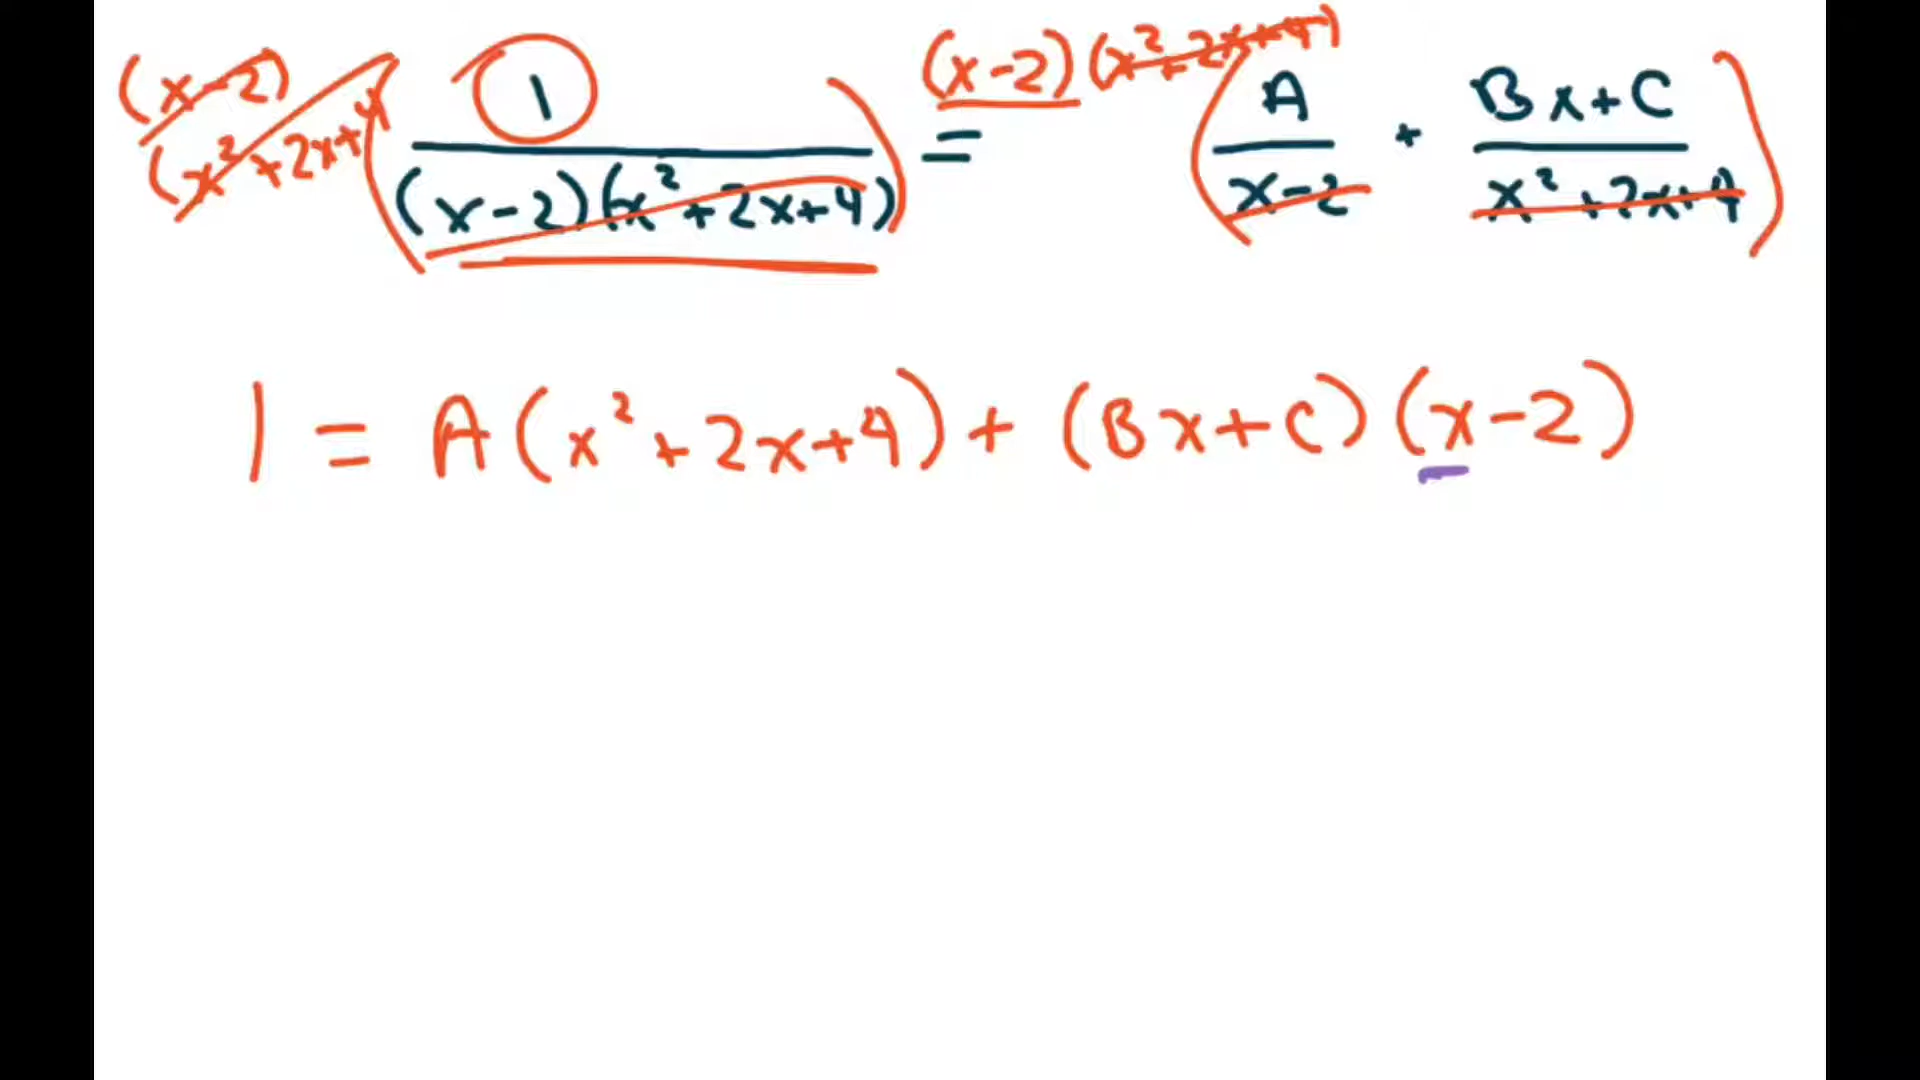 (x-2) (x²+2x+4) ( 1 / (x-2)(x²+2x+4) ) = (x-2)(x²+2x+4) ( A / x-2 + Bx+C / x²+2x+4 )
1 = A(x²+2x+4) + (Bx+C)(x-2)